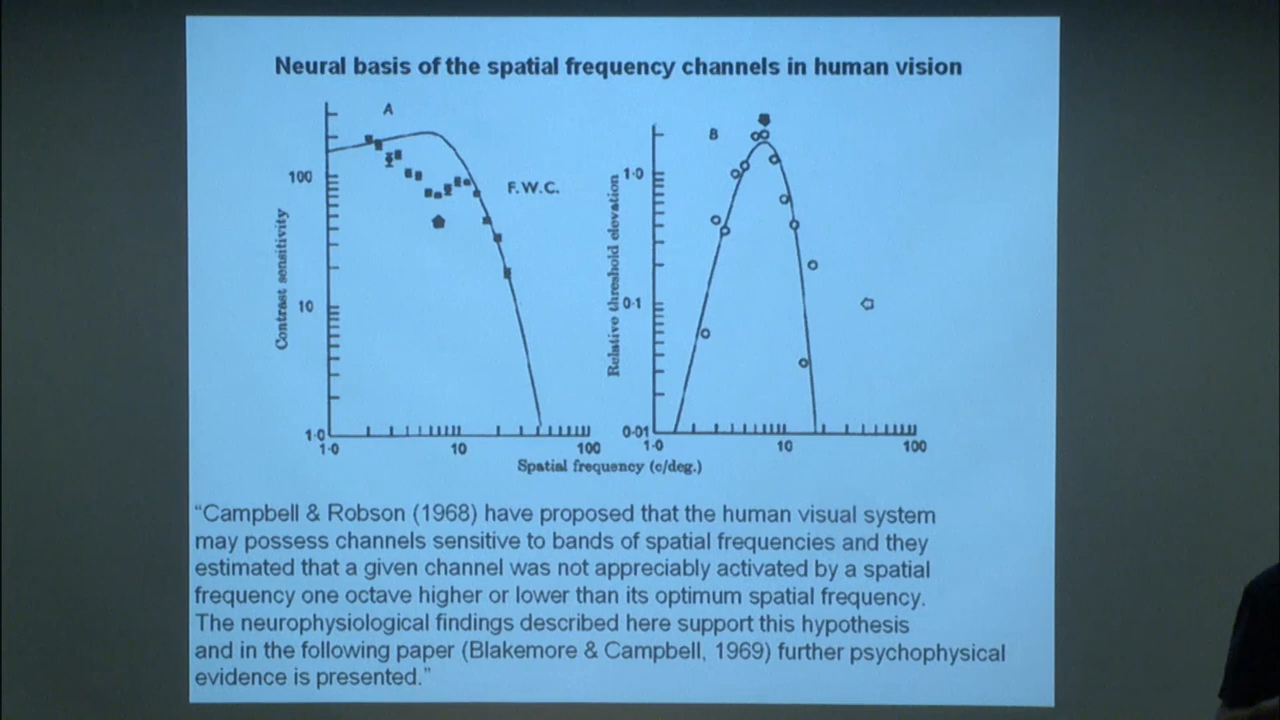 Neural basis of the spatial frequency channels in human vision
A
B
100
10
1·0
1·0
10
100
Contrast sensitivity
F.W.C.
Relative threshold elevation
1·0
0·1
0·01
1·0
10
100
Spatial frequency (c/deg.)
“Campbell & Robson (1968) have proposed that the human visual system
may possess channels sensitive to bands of spatial frequencies and they
estimated that a given channel was not appreciably activated by a spatial
frequency one octave higher or lower than its optimum spatial frequency.
The neurophysiological findings described here support this hypothesis
and in the following paper (Blakemore & Campbell, 1969) further psychophysical
evidence is presented.”